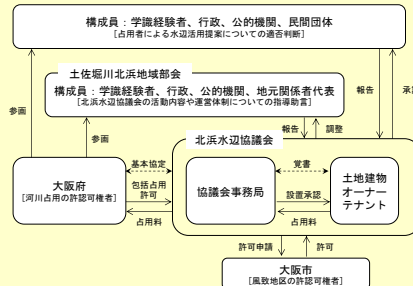 構成員：学識経験者、行政、公的機関、民間団体
[占用者による水辺活用提案についての適否判断]
土佐堀川北浜地域部会
構成員：学識経験者、行政、公的機関、地元関係者代表
[北浜水辺協議会の活動内容や運営体制についての指導助言]
参画
参画
報告
承
報告
調整
北浜水辺協議会
大阪府
[河川占用の許認可権者]
基本協定
包括占用
許可
占用料
協議会事務局
覚書
設置承認
占用料
土地建物
オーナー
テナント
許可申請
許可
大阪市
[風致地区の許認可権者]